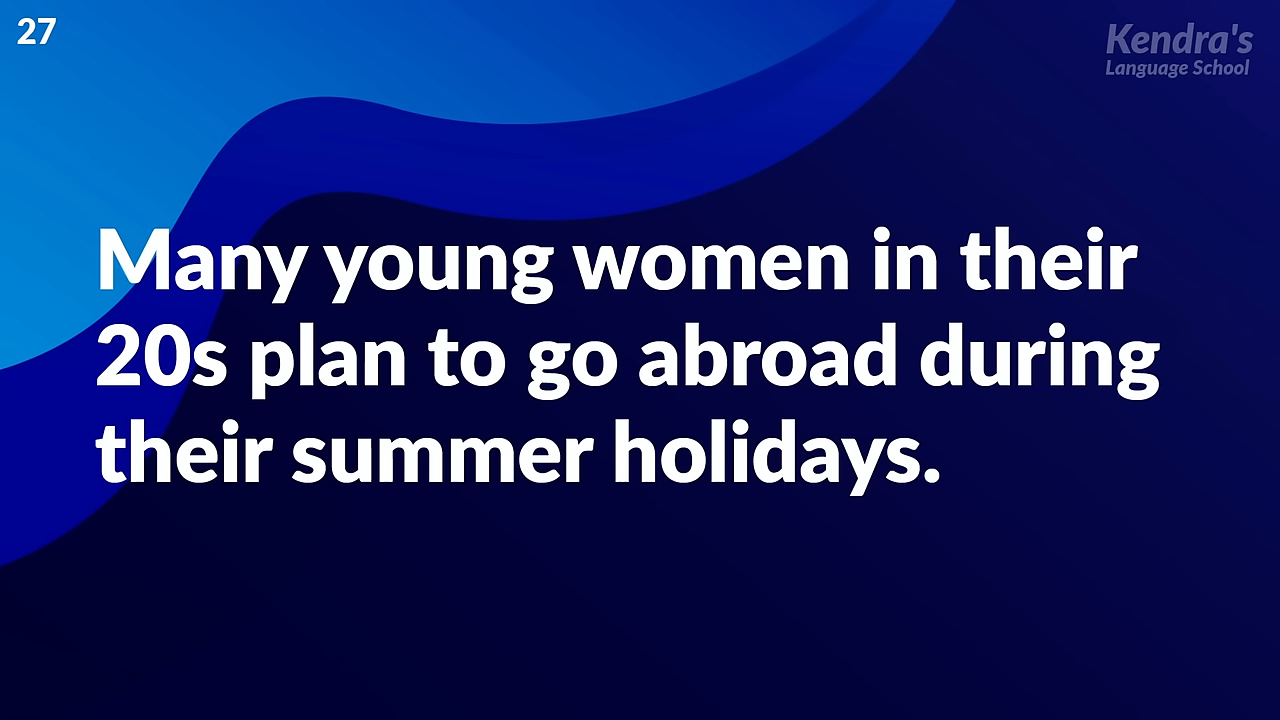 27
Kendra's
Language School
Many young women in their
20s plan to go abroad during
their summer holidays.